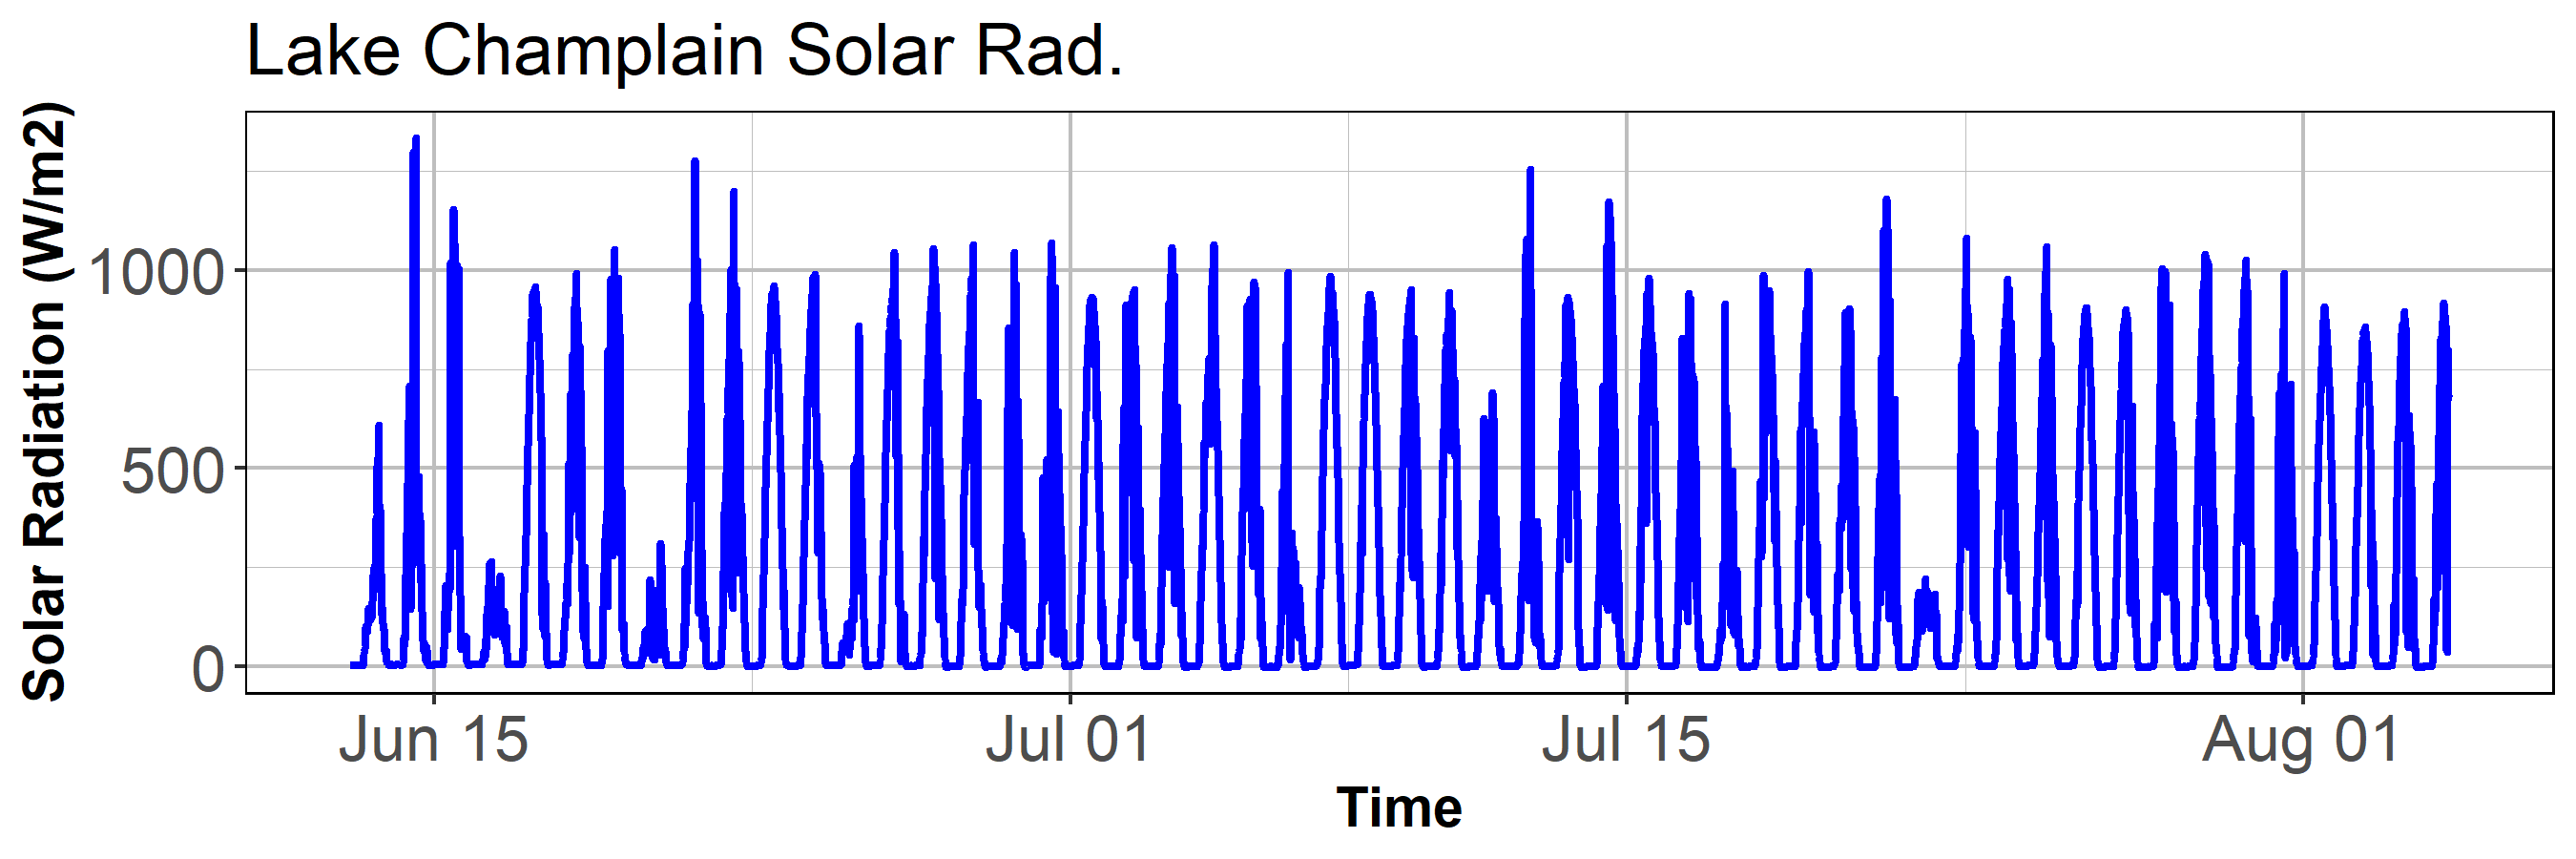 Lake Champlain Solar Rad.
Solar Radiation (W/m2)
1000
500
0
Jun 15
Jul 01
Jul 15
Aug 01
Time